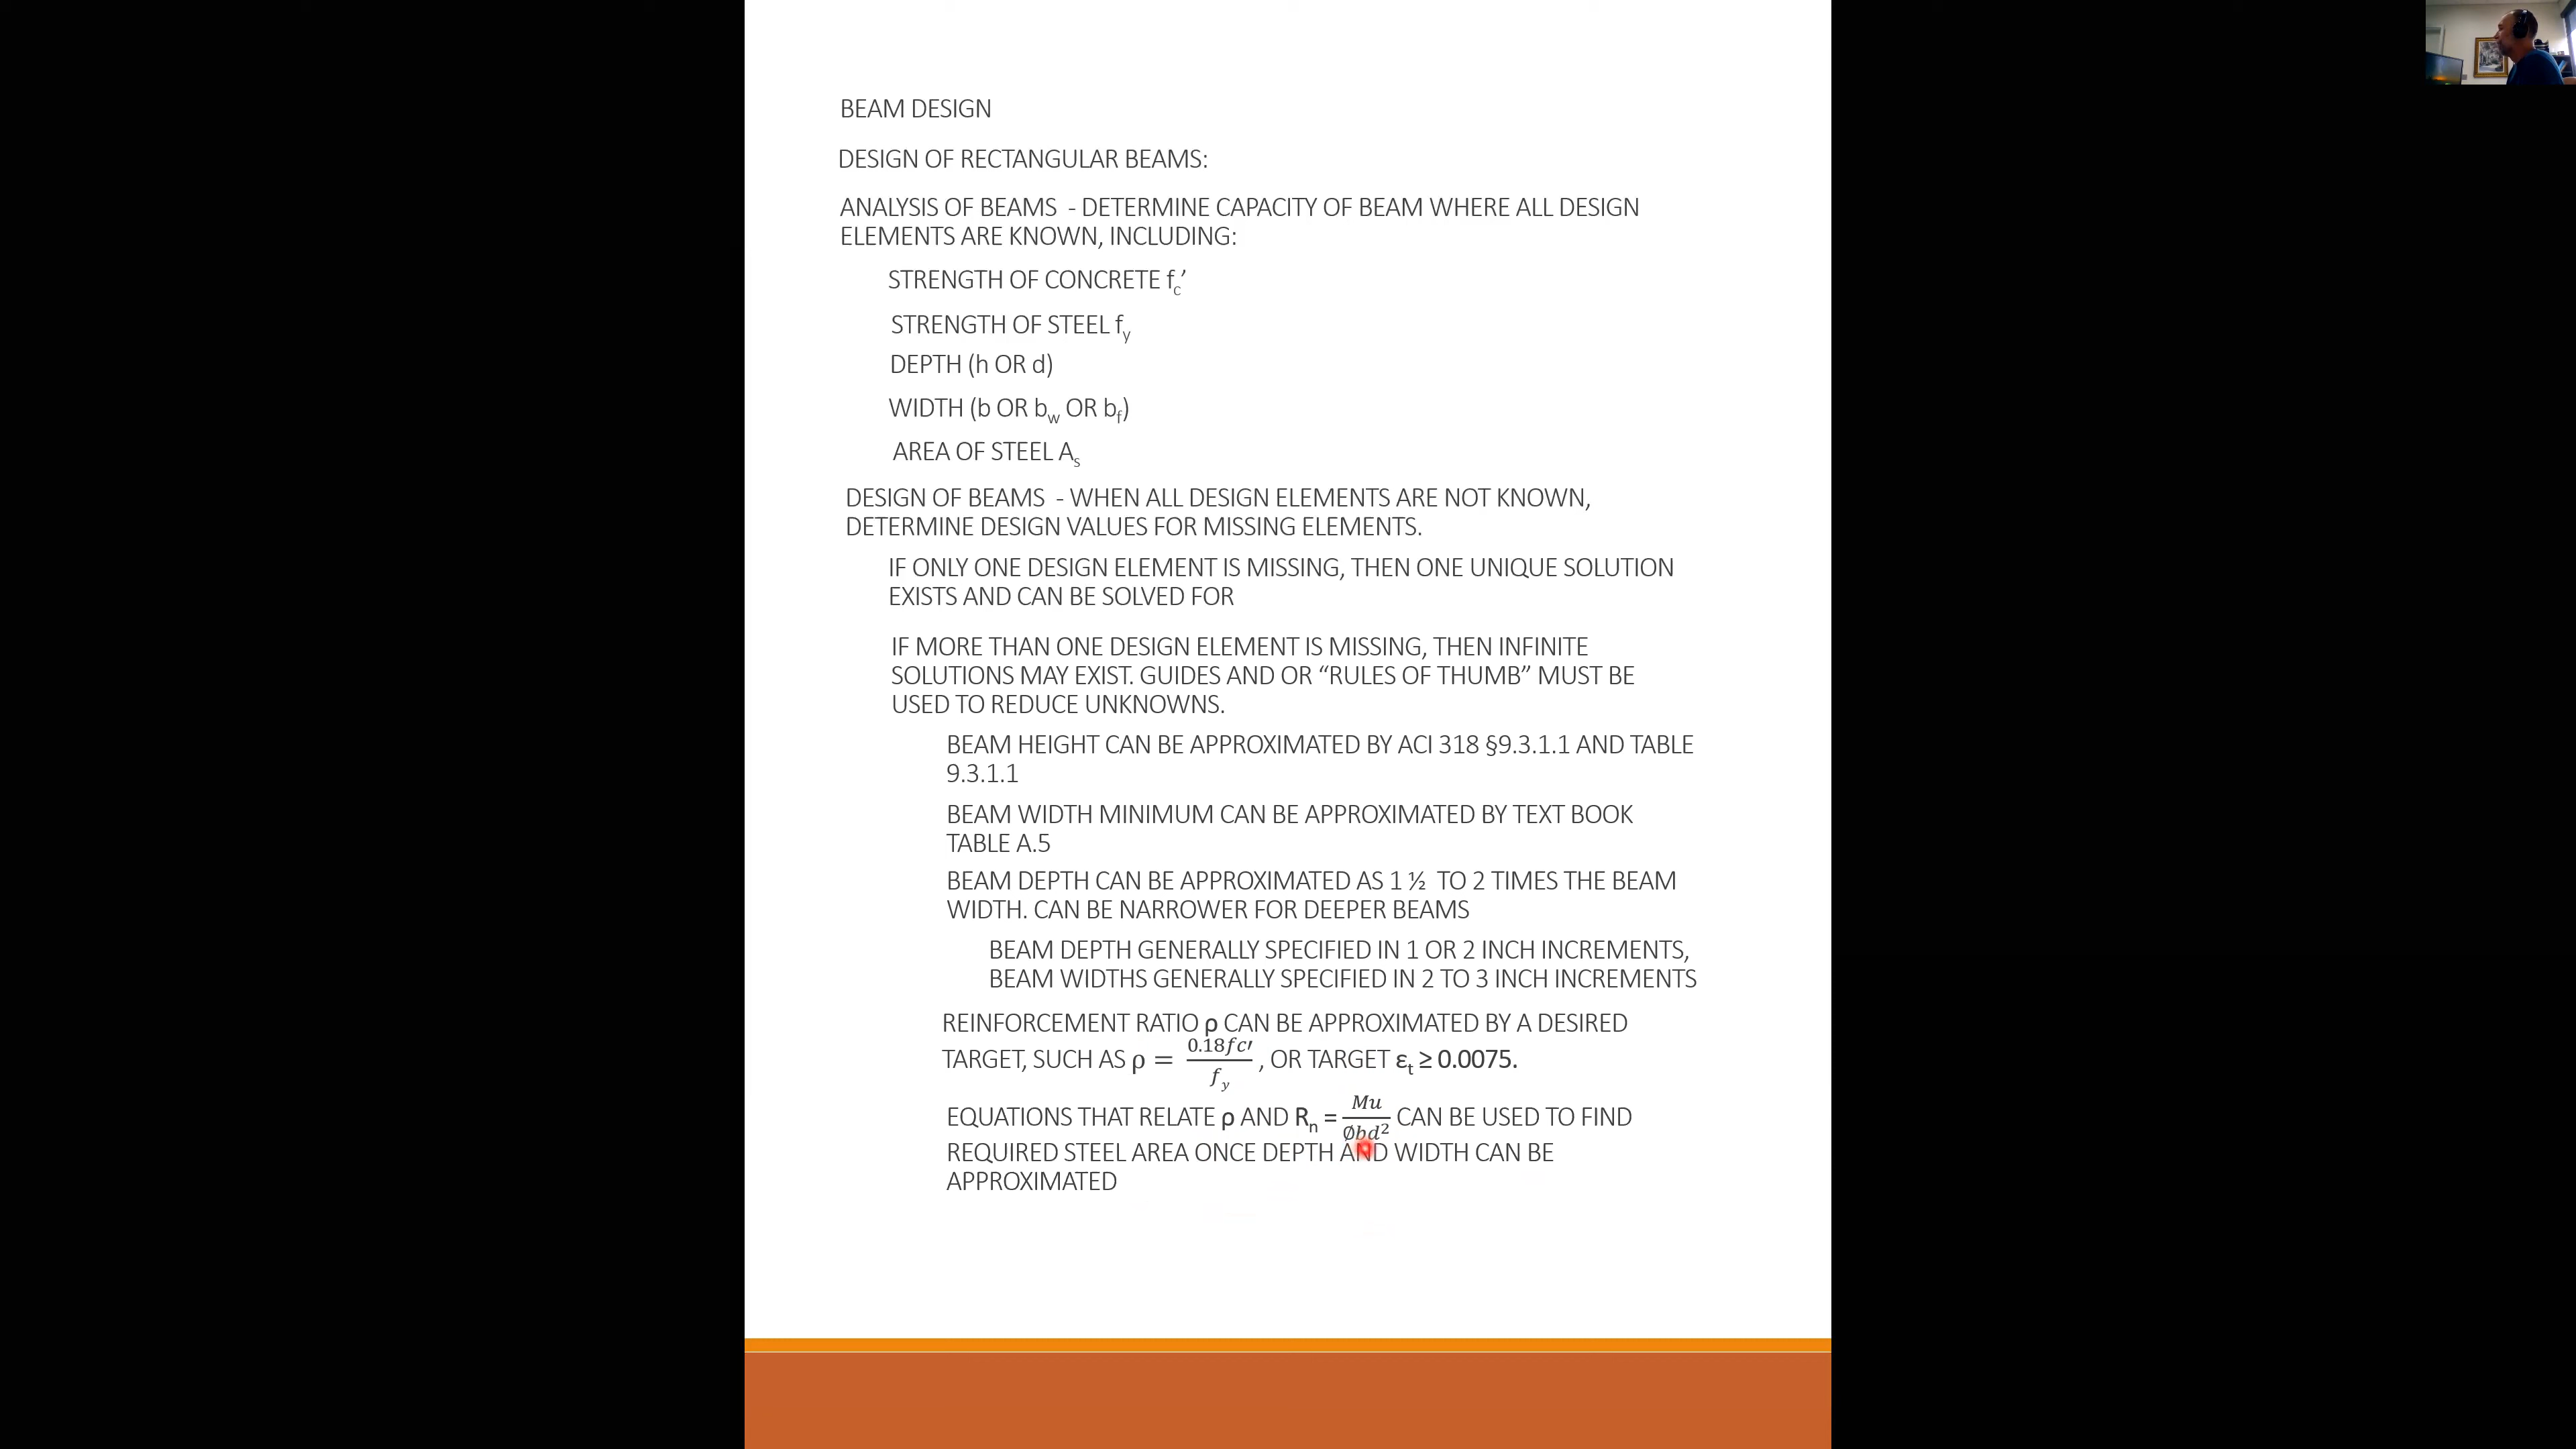 BEAM DESIGN
DESIGN OF RECTANGULAR BEAMS:
ANALYSIS OF BEAMS - DETERMINE CAPACITY OF BEAM WHERE ALL DESIGN
ELEMENTS ARE KNOWN, INCLUDING:
STRENGTH OF CONCRETE fc’
STRENGTH OF STEEL fy
DEPTH (h OR d)
WIDTH (b OR bw OR bf)
AREA OF STEEL As
DESIGN OF BEAMS - WHEN ALL DESIGN ELEMENTS ARE NOT KNOWN,
DETERMINE DESIGN VALUES FOR MISSING ELEMENTS.
IF ONLY ONE DESIGN ELEMENT IS MISSING, THEN ONE UNIQUE SOLUTION
EXISTS AND CAN BE SOLVED FOR
IF MORE THAN ONE DESIGN ELEMENT IS MISSING, THEN INFINITE
SOLUTIONS MAY EXIST. GUIDES AND OR “RULES OF THUMB” MUST BE
USED TO REDUCE UNKNOWNS.
BEAM HEIGHT CAN BE APPROXIMATED BY ACI 318 §9.3.1.1 AND TABLE
9.3.1.1
BEAM WIDTH MINIMUM CAN BE APPROXIMATED BY TEXT BOOK
TABLE A.5
BEAM DEPTH CAN BE APPROXIMATED AS 1 ½ TO 2 TIMES THE BEAM
WIDTH. CAN BE NARROWER FOR DEEPER BEAMS
BEAM DEPTH GENERALLY SPECIFIED IN 1 OR 2 INCH INCREMENTS,
BEAM WIDTHS GENERALLY SPECIFIED IN 2 TO 3 INCH INCREMENTS
REINFORCEMENT RATIO ρ CAN BE APPROXIMATED BY A DESIRED
TARGET, SUCH AS ρ = 0.18fc′/fy , OR TARGET εt ≥ 0.0075.
EQUATIONS THAT RELATE ρ AND Rn = Mu/∅bd² CAN BE USED TO FIND
REQUIRED STEEL AREA ONCE DEPTH AND WIDTH CAN BE
APPROXIMATED